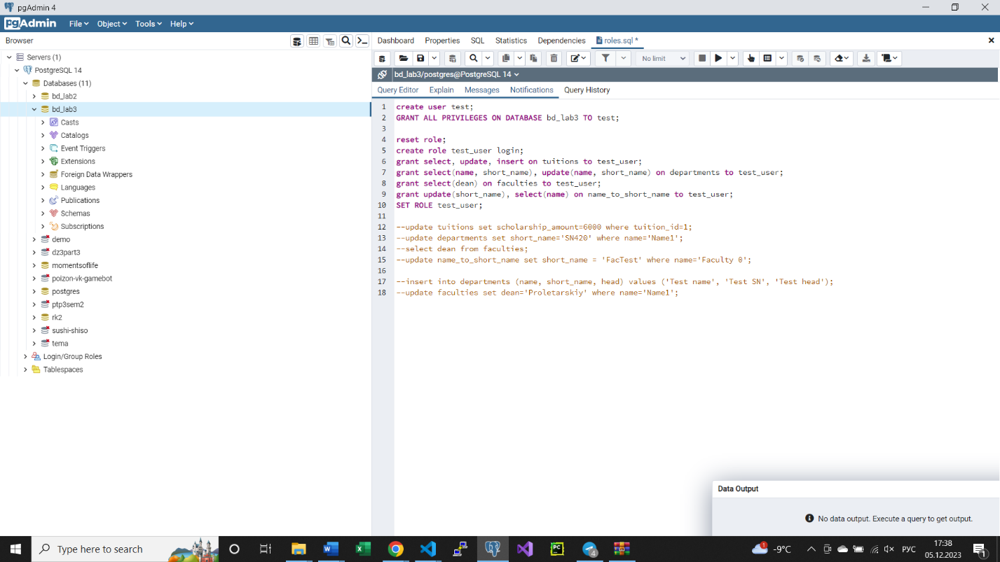 pgAdmin 4
pgAdmin File Object Tools Help
Browser
Dashboard Properties SQL Statistics Dependencies roles.sql *
No limit
bd_lab3/postgres@PostgreSQL 14
Query Editor Explain Messages Notifications Query History
Servers (1)
PostgreSQL 14
Databases (11)
bd_lab2
bd_lab3
Casts
Catalogs
Event Triggers
Extensions
Foreign Data Wrappers
Languages
Publications
Schemas
Subscriptions
demo
dz3part3
momentsoflife
poizon-vk-gamebot
postgres
ptp3sem2
rk2
sushi-shiso
tema
Login/Group Roles
Tablespaces
1 create user test;
2 GRANT ALL PRIVILEGES ON DATABASE bd_lab3 TO test;
3
4 reset role;
5 create role test_user login;
6 grant select, update, insert on tuitions to test_user;
7 grant select(name, short_name), update(name, short_name) on departments to test_user;
8 grant select(dean) on faculties to test_user;
9 grant update(short_name), select(name) on name_to_short_name to test_user;
10 SET ROLE test_user;
11
12 --update tuitions set scholarship_amount=6000 where tuition_id=1;
13 --update departments set short_name='SN420' where name='Name1';
14 --select dean from faculties;
15 --update name_to_short_name set short_name = 'FacTest' where name='Faculty 0';
16
17 --insert into departments (name, short_name, head) values ('Test name', 'Test SN', 'Test head');
18 --update faculties set dean='Proletarskiy' where name='Name1';
Data Output
No data output. Execute a query to get output.
Type here to search
PC
4
1
-9°C
РУС
17:38
05.12.2023
1